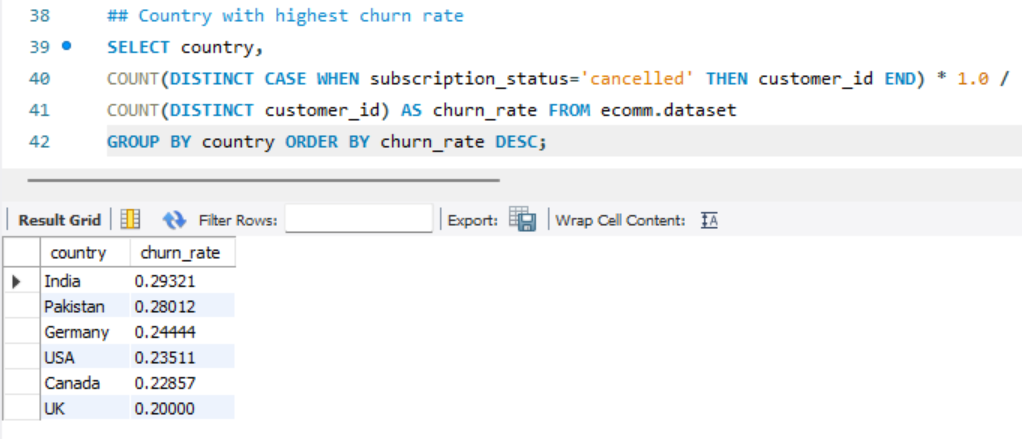 38 ## Country with highest churn rate
39 SELECT country,
40 COUNT(DISTINCT CASE WHEN subscription_status='cancelled' THEN customer_id END) * 1.0 /
41 COUNT(DISTINCT customer_id) AS churn_rate FROM ecomm.dataset
42 GROUP BY country ORDER BY churn_rate DESC;
Result Grid Filter Rows: Export: Wrap Cell Content: IA
country churn_rate
India 0.29321
Pakistan 0.28012
Germany 0.24444
USA 0.23511
Canada 0.22857
UK 0.20000